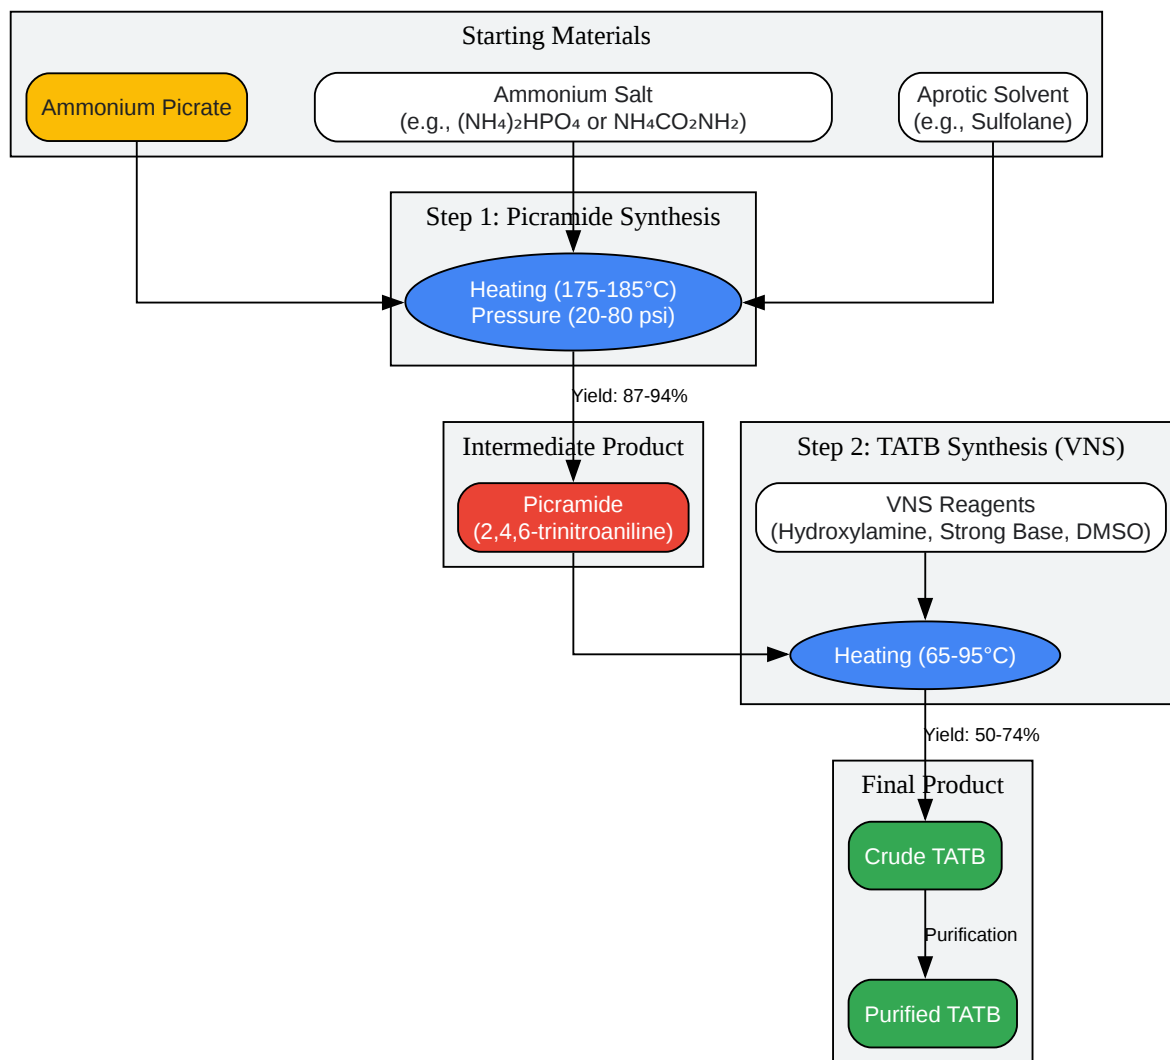 Starting Materials
Ammonium Picrate
Ammonium Salt
(e.g., (NH₄)₂HPO₄ or NH₄CO₂NH₂)
Aprotic Solvent
(e.g., Sulfolane)
Step 1: Picramide Synthesis
Heating (175-185°C)
Pressure (20-80 psi)
Yield: 87-94%
Intermediate Product
Picramide
(2,4,6-trinitroaniline)
Step 2: TATB Synthesis (VNS)
VNS Reagents
(Hydroxylamine, Strong Base, DMSO)
Heating (65-95°C)
Yield: 50-74%
Final Product
Crude TATB
Purification
Purified TATB